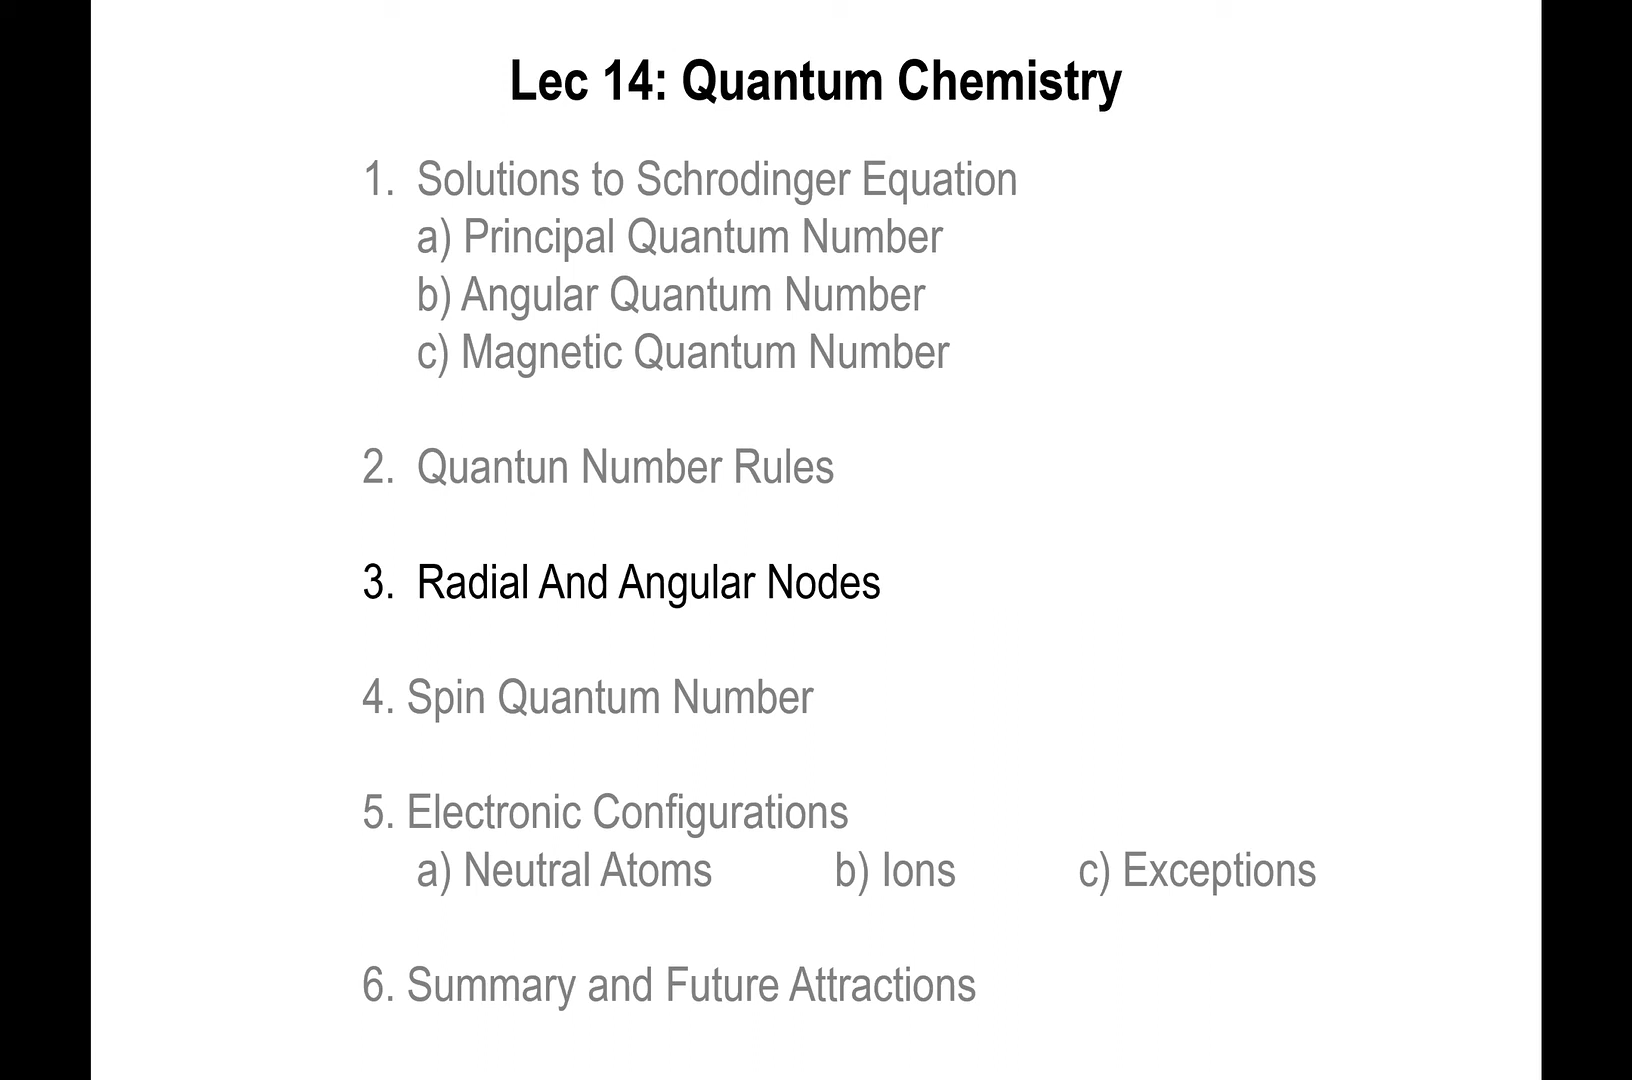 Lec 14: Quantum Chemistry
1. Solutions to Schrodinger Equation
a) Principal Quantum Number
b) Angular Quantum Number
c) Magnetic Quantum Number
2. Quantun Number Rules
3. Radial And Angular Nodes
4. Spin Quantum Number
5. Electronic Configurations
a) Neutral Atoms b) Ions c) Exceptions
6. Summary and Future Attractions